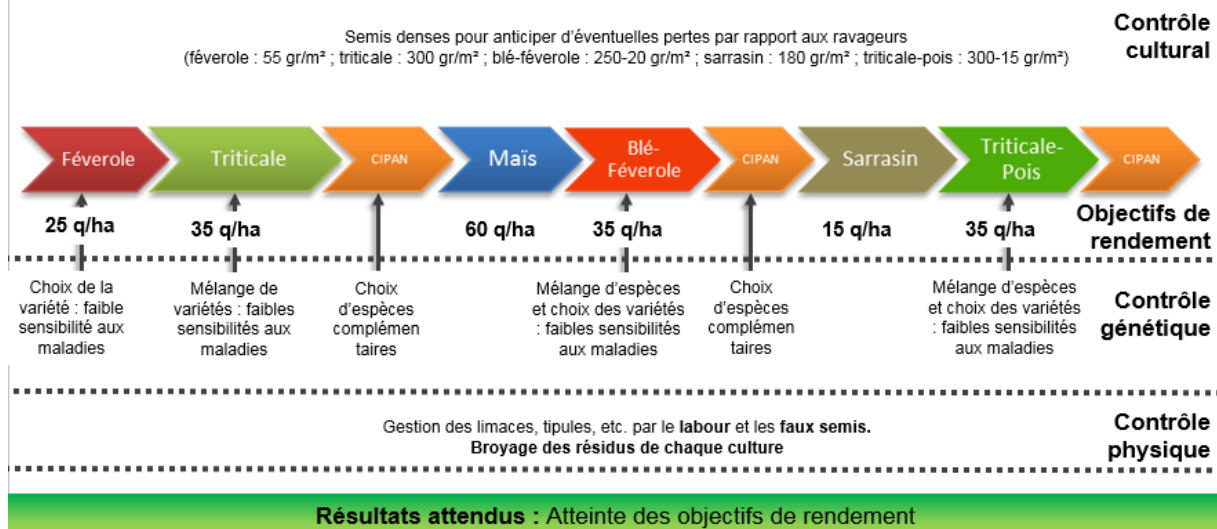 Contrôle
cultural
Semis denses pour anticiper d'éventuelles pertes par rapport aux ravageurs
(féverole : 55 gr/m² ; triticale : 300 gr/m² ; blé-féverole : 250-20 gr/m² ; sarrasin : 180 gr/m² ; triticale-pois : 300-15 gr/m²)
Féverole
Triticale
CIPAN
Maïs
Blé-
Féverole
CIPAN
Sarrasin
Triticale-
Pois
CIPAN
25 q/ha
35 q/ha
60 q/ha
35 q/ha
15 q/ha
35 q/ha
Objectifs de
rendement
Choix de la
variété : faible
sensibilité aux
maladies
Mélange de
variétés : faibles
sensibilités aux
maladies
Choix
d'espèces
complémen
taires
Mélange d'espèces
et choix des variétés
: faibles sensibilités
aux maladies
Choix
d'espèces
complémen
taires
Mélange d'espèces
et choix des variétés
: faibles sensibilités
aux maladies
Contrôle
génétique
Gestion des limaces, tipules, etc. par le labour et les faux semis.
Broyage des résidus de chaque culture
Contrôle
physique
Résultats attendus : Atteinte des objectifs de rendement